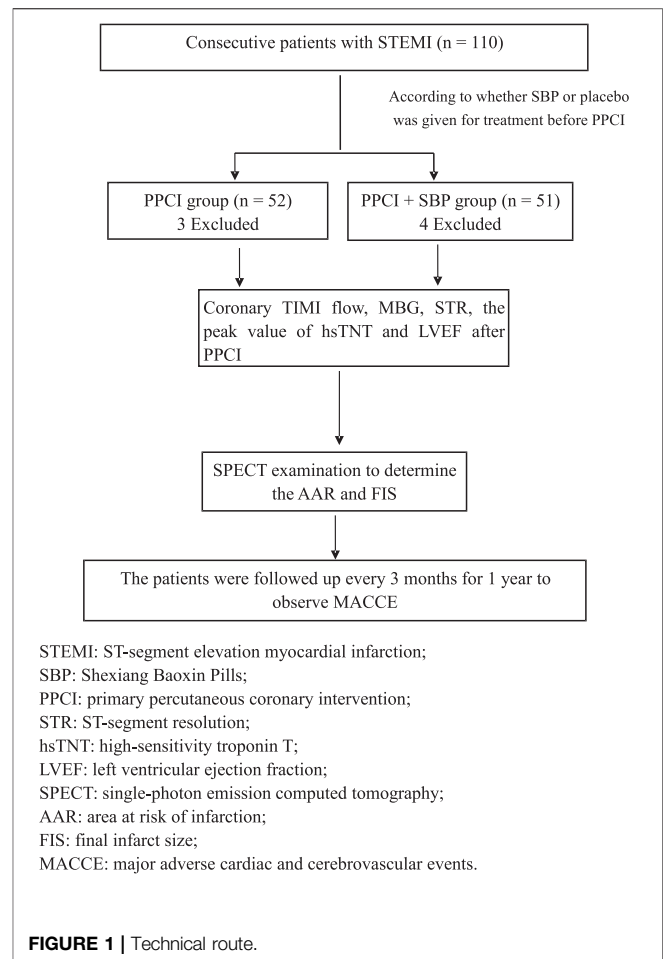 Consecutive patients with STEMI (n = 110)
According to whether SBP or placebo
was given for treatment before PPCI
PPCI group (n = 52)
3 Excluded
PPCI + SBP group (n = 51)
4 Excluded
Coronary TIMI flow, MBG, STR, the
peak value of hsTNT and LVEF after
PPCI
SPECT examination to determine
the AAR and FIS
The patients were followed up every 3 months for 1 year to
observe MACCE
STEMI: ST-segment elevation myocardial infarction;
SBP: Shexiang Baoxin Pills;
PPCI: primary percutaneous coronary intervention;
STR: ST-segment resolution;
hsTNT: high-sensitivity troponin T;
LVEF: left ventricular ejection fraction;
SPECT: single-photon emission computed tomography;
AAR: area at risk of infarction;
FIS: final infarct size;
MACCE: major adverse cardiac and cerebrovascular events.
FIGURE 1 | Technical route.